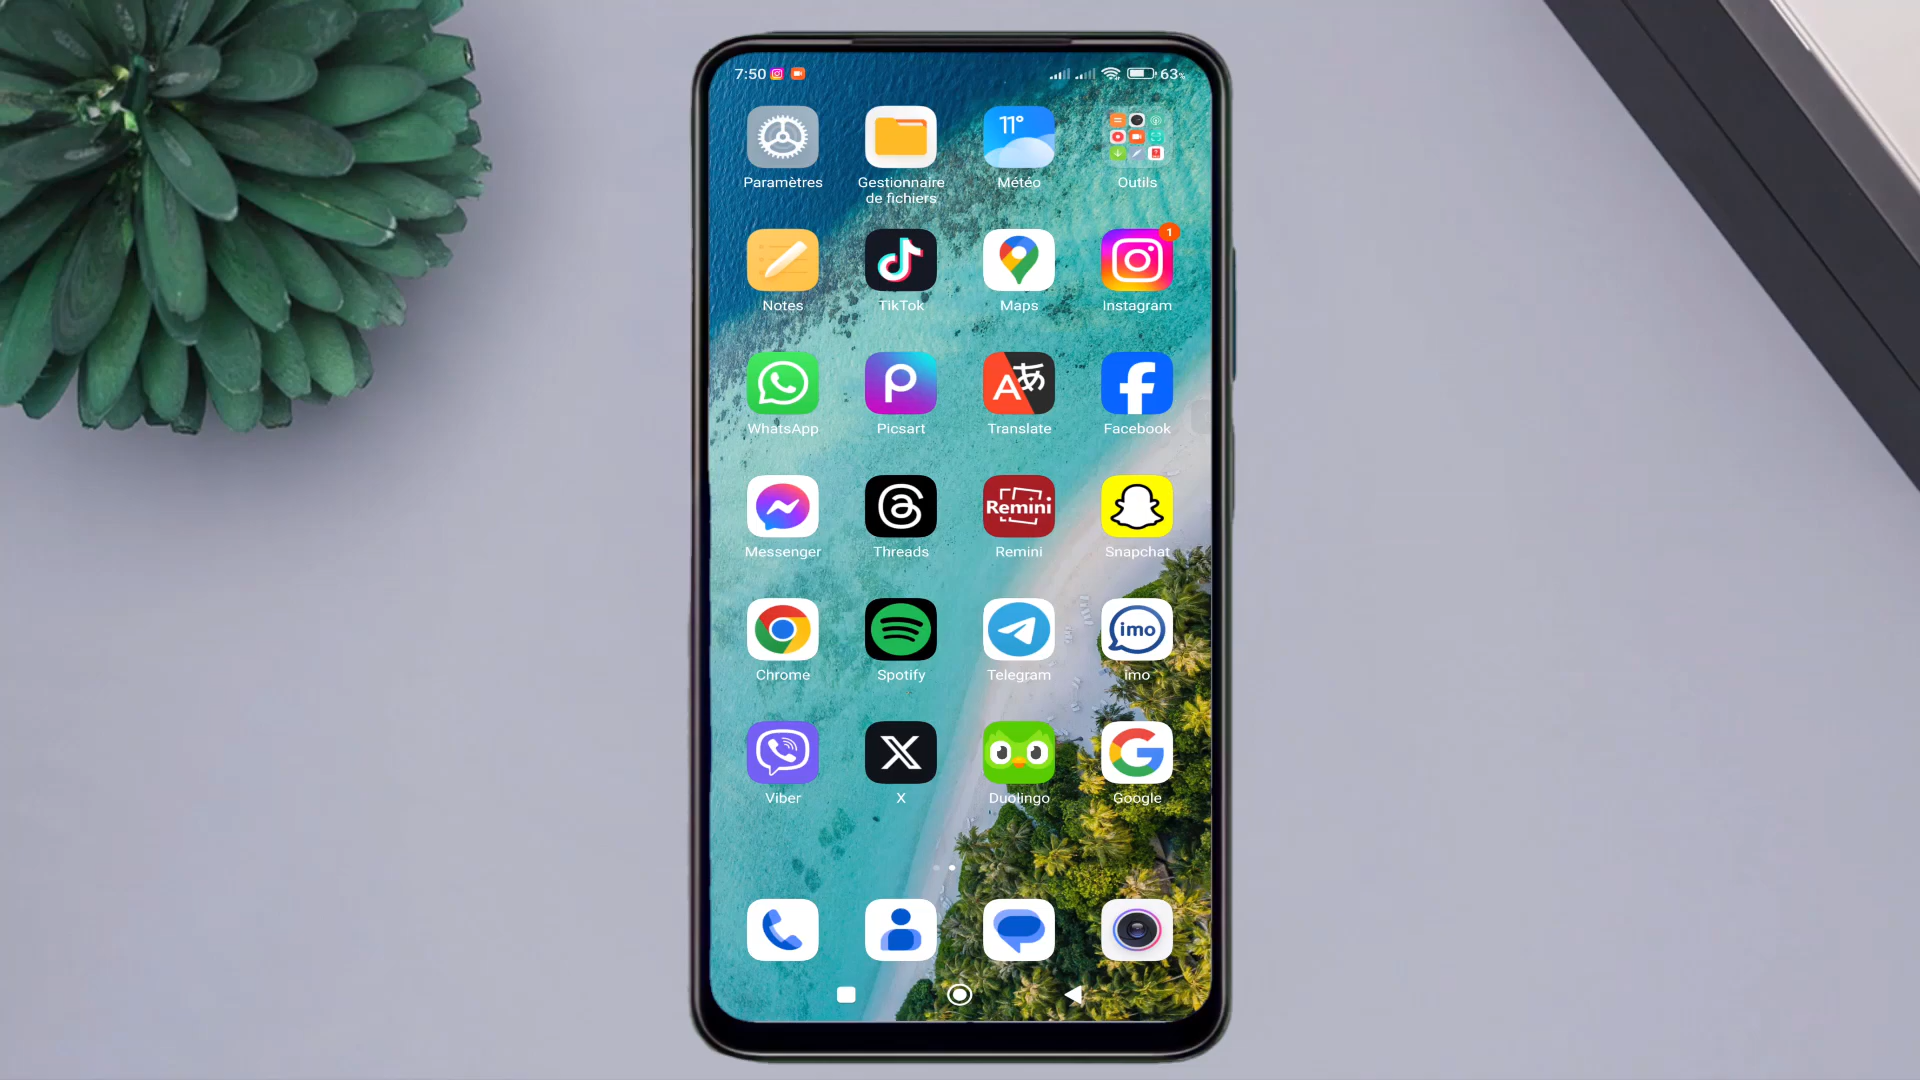 7:50
63%
11°
Paramètres
Gestionnaire
de fichiers
Météo
Outils
1
Notes
TikTok
Maps
Instagram
A あ
WhatsApp
Picsart
Translate
Facebook
Remini
Messenger
Threads
Remini
Snapchat
imo
Chrome
Spotify
Telegram
imo
Viber
X
Duolingo
Google